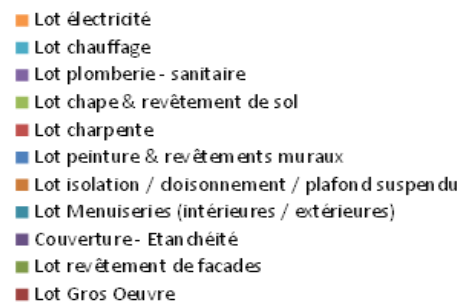 Lot électricité
Lot chauffage
Lot plomberie - sanitaire
Lot chape & revêtement de sol
Lot charpente
Lot peinture & revêtements muraux
Lot isolation / cloisonnement / plafond suspendu
Lot Menuiseries (intérieures / extérieures)
Couverture - Etanchéité
Lot revêtement de facades
Lot Gros Oeuvre